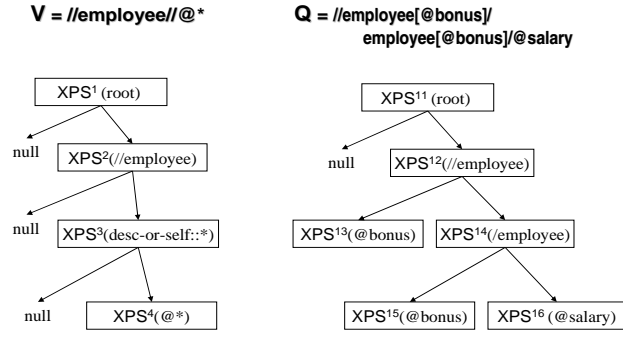 V = //employee//@*
Q = //employee[@bonus]/
employee[@bonus]/@salary
XPS1 (root)
null
XPS2(//employee)
null
XPS3(desc-or-self::*)
null
XPS4(@*)
XPS11 (root)
null
XPS12(//employee)
XPS13(@bonus)
XPS14(/employee)
XPS15(@bonus)
XPS16 (@salary)